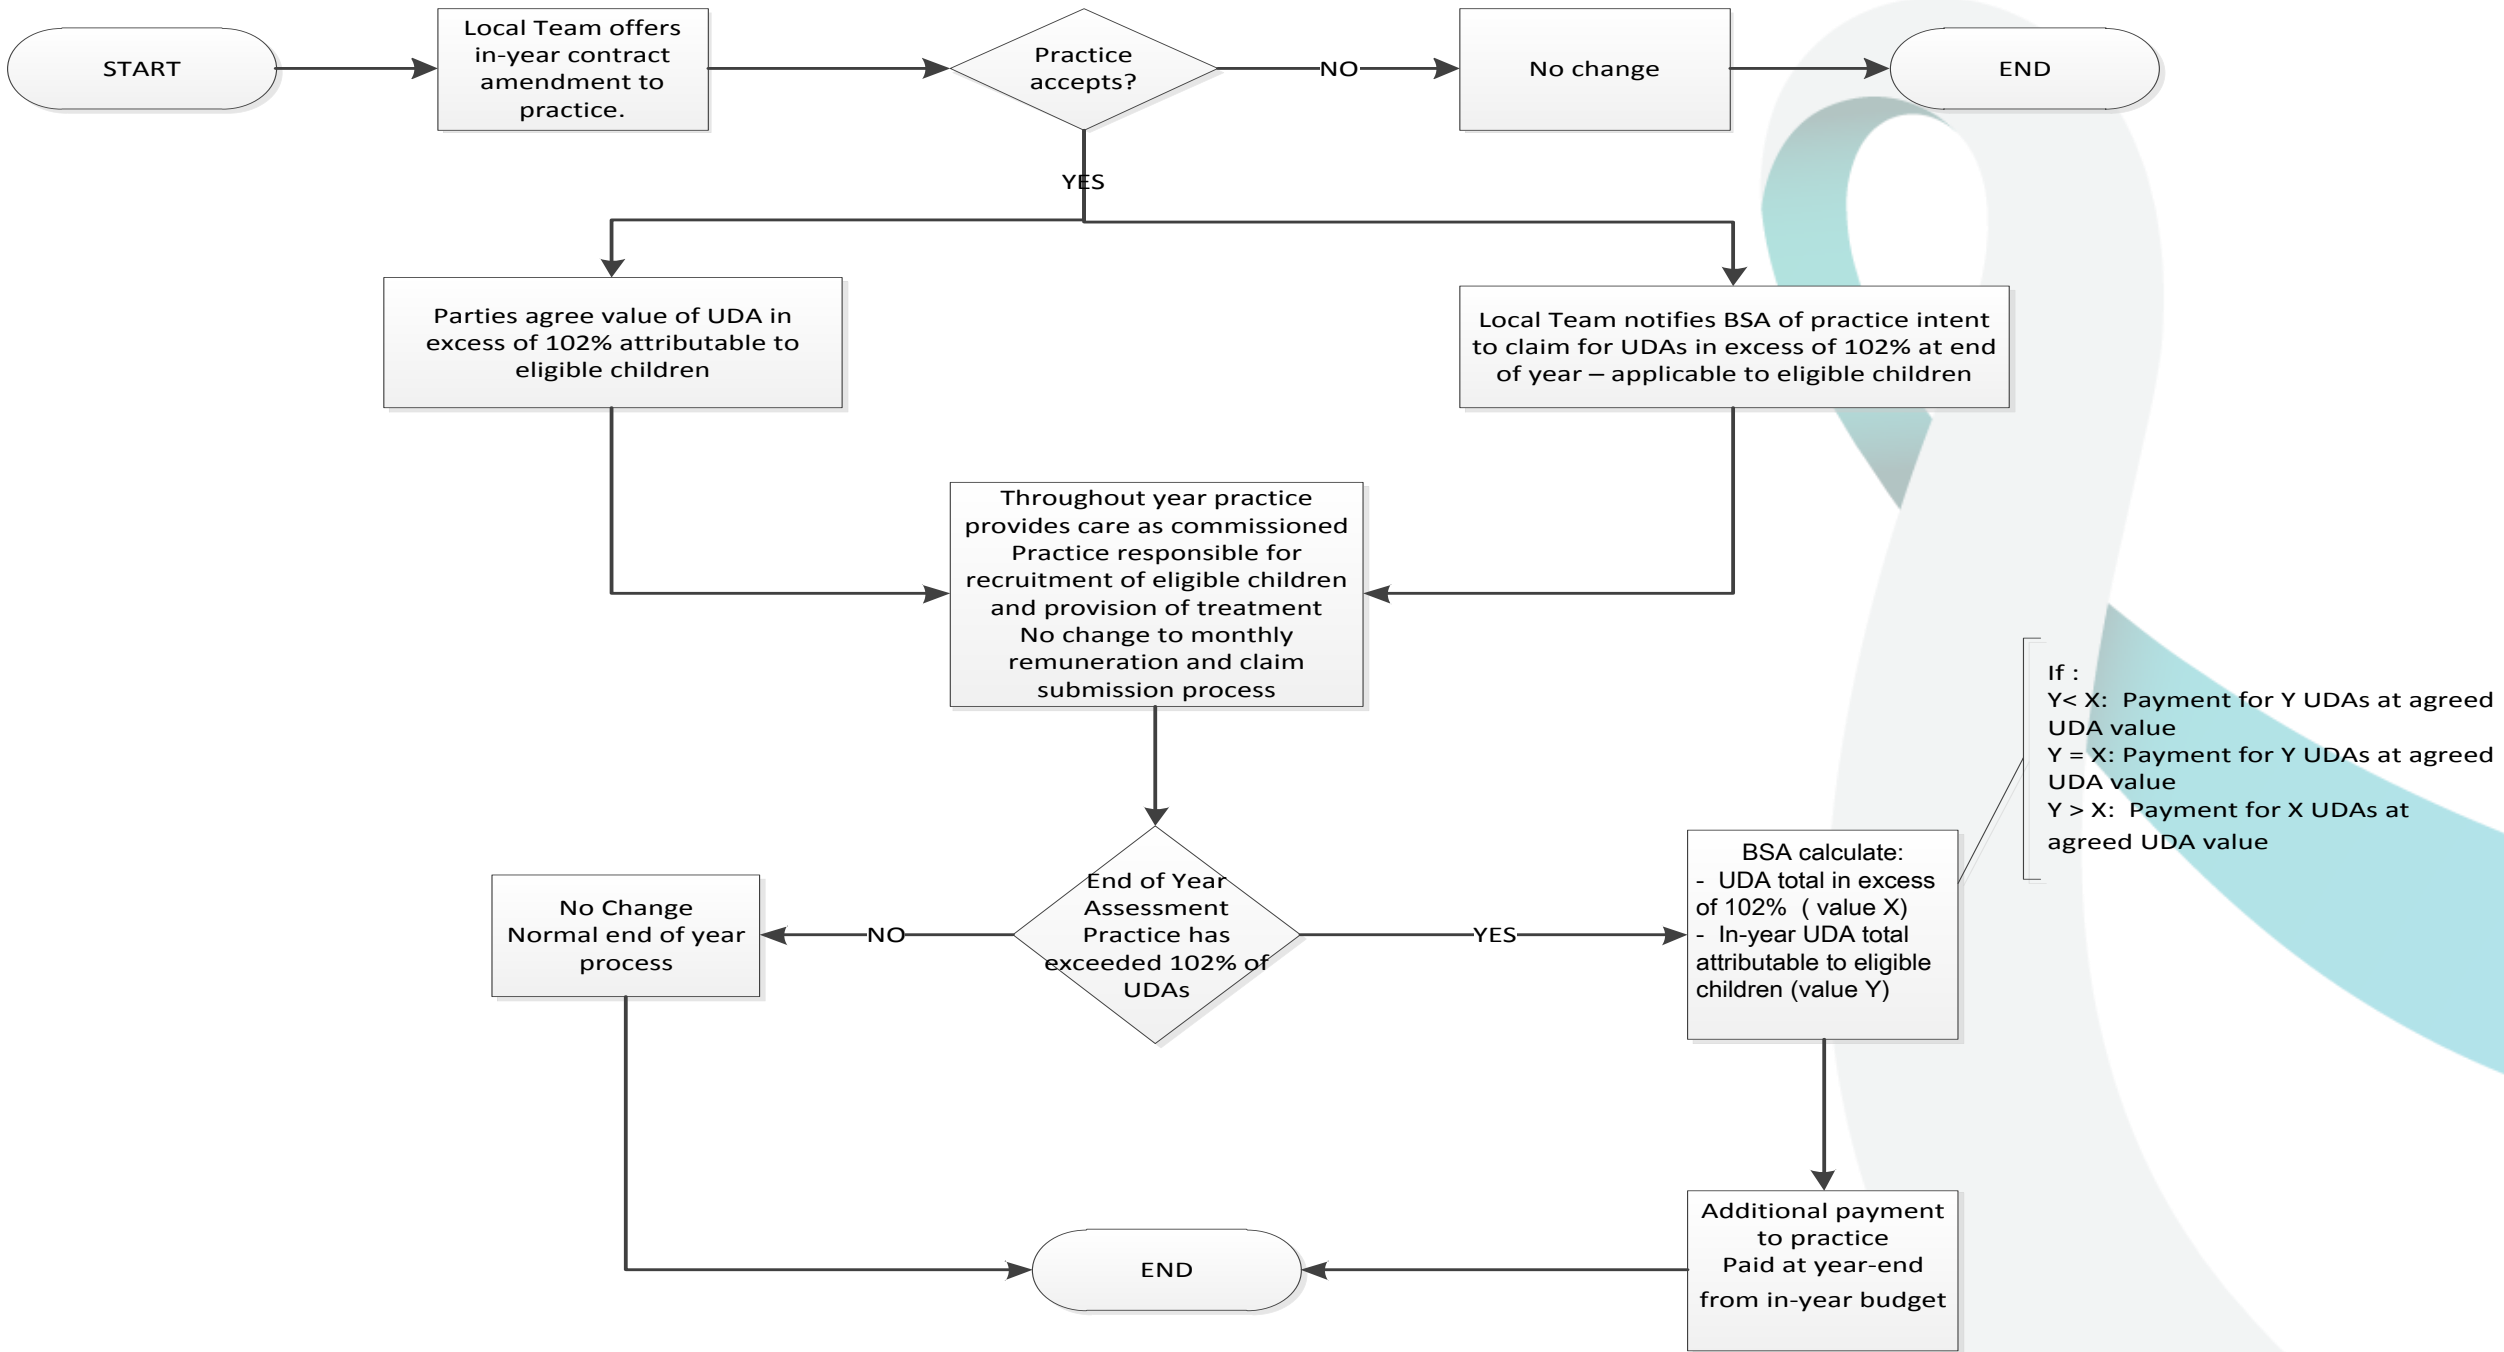 START
Local Team offers
in-year contract
amendment to
practice.
Practice
accepts?
NO
No change
END
YES
Parties agree value of UDA in
excess of 102% attributable to
eligible children
Local Team notifies BSA of practice intent
to claim for UDAs in excess of 102% at end
of year – applicable to eligible children
Throughout year practice
provides care as commissioned
Practice responsible for
recruitment of eligible children
and provision of treatment
No change to monthly
remuneration and claim
submission process
If :
Y< X: Payment for Y UDAs at agreed
UDA value
Y = X: Payment for Y UDAs at agreed
UDA value
Y > X: Payment for X UDAs at
agreed UDA value
End of Year
Assessment
Practice has
exceeded 102% of
UDAs
NO
No Change
Normal end of year
process
YES
BSA calculate:
- UDA total in excess
of 102% ( value X)
- In-year UDA total
attributable to eligible
children (value Y)
Additional payment
to practice
Paid at year-end
from in-year budget
END